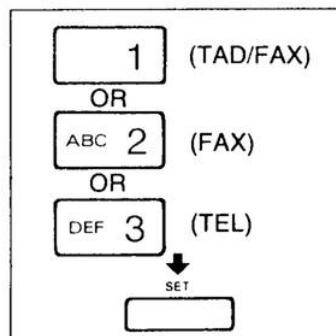 1 (TAD/FAX)
OR
ABC 2 (FAX)
OR
DEF 3 (TEL)
SET